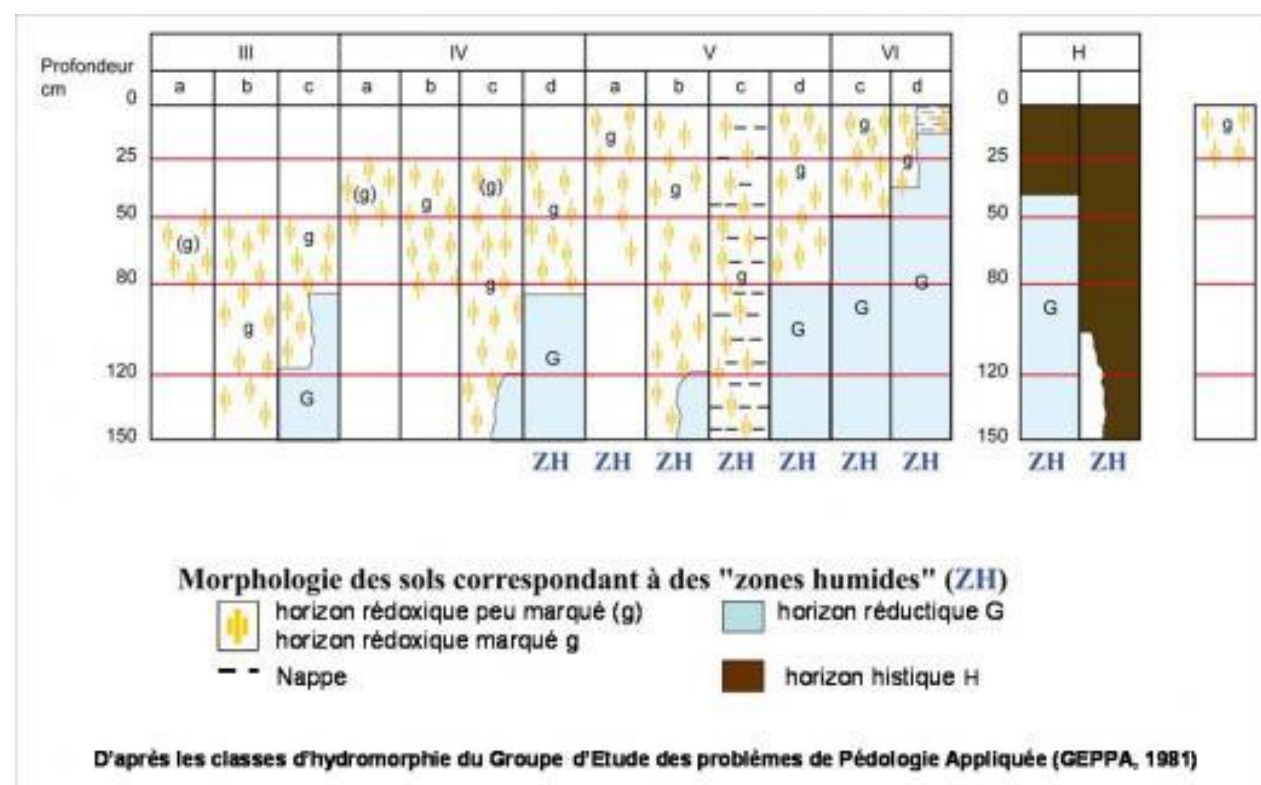 III IV V VI H
Profondeur
cm
a b c a b c d a b c d c d
0 0
g g g g g
25 25
(g) g (g) g g g g
50 50
(g) g g
80 80
g g g G G G
g G G
120 120
G
150 150
ZH ZH ZH ZH ZH ZH ZH ZH ZH
Morphologie des sols correspondant à des "zones humides" (ZH)
horizon rédoxique peu marqué (g)
horizon réductique G
horizon rédoxique marqué g
Nappe
horizon histique H
D'après les classes d'hydromorphie du Groupe d'Etude des problèmes de Pédologie Appliquée (GEPPA, 1981)